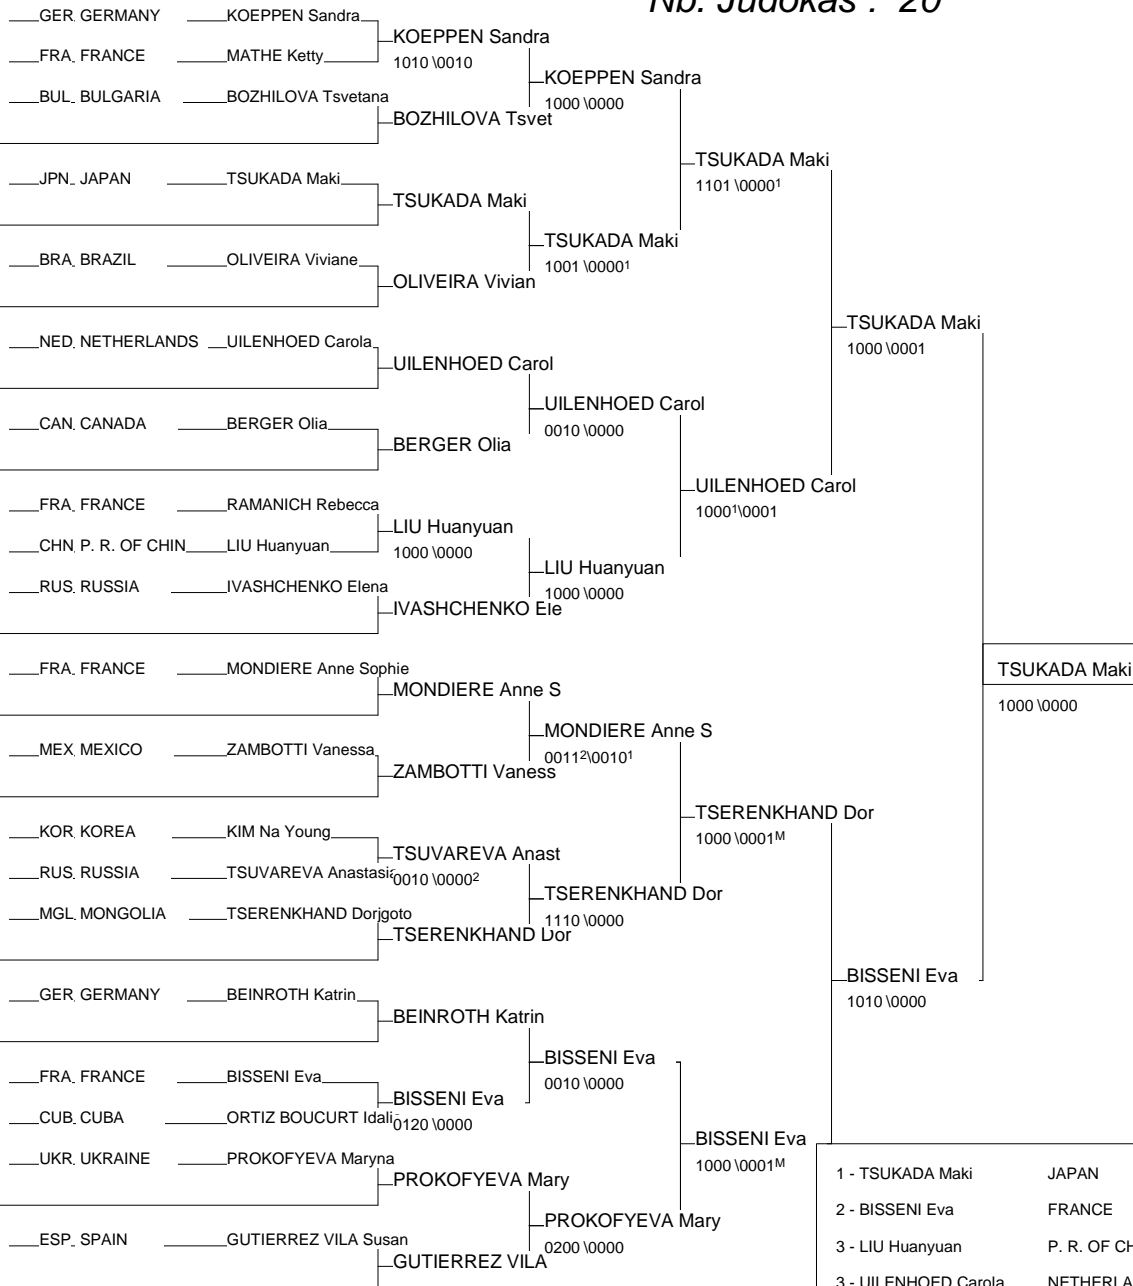 Nb. Judokas : 20
GER GERMANY KOEPPEN Sandra
KOEPPEN Sandra
FRA FRANCE MATHE Ketty
1010 \0010
KOEPPEN Sandra
BUL BULGARIA BOZHILOVA Tsvetana
1000 \0000
BOZHILOVA Tsvet
TSUKADA Maki
JPN JAPAN TSUKADA Maki
1101 \0000¹
TSUKADA Maki
TSUKADA Maki
BRA BRAZIL OLIVEIRA Viviane
1001 \0000¹
OLIVEIRA Vivian
TSUKADA Maki
NED NETHERLANDS UILENHOED Carola
1000 \0001
UILENHOED Carol
UILENHOED Carol
CAN CANADA BERGER Olia
0010 \0000
BERGER Olia
UILENHOED Carol
FRA FRANCE RAMANICH Rebecca
1000¹\0001
LIU Huanyuan
CHN P. R. OF CHIN LIU Huanyuan
1000 \0000
LIU Huanyuan
RUS RUSSIA IVASHCHENKO Elena
1000 \0000
IVASHCHENKO Ele
FRA FRANCE MONDIERE Anne Sophie
TSUKADA Maki
MONDIERE Anne S
1000 \0000
MONDIERE Anne S
MEX MEXICO ZAMBOTTI Vanessa
0011²\0010¹
ZAMBOTTI Vaness
TSERENKHAND Dor
KOR KOREA KIM Na Young
1000 \0001ᴹ
TSUVAREVA Anast
RUS RUSSIA TSUVAREVA Anastasia
0010 \0000²
TSERENKHAND Dor
MGL MONGOLIA TSERENKHAND Dorjgoto
1110 \0000
TSERENKHAND Dor
BISSENI Eva
GER GERMANY BEINROTH Katrin
1010 \0000
BEINROTH Katrin
BISSENI Eva
FRA FRANCE BISSENI Eva
0010 \0000
BISSENI Eva
CUB CUBA ORTIZ BOUCURT Idali
0120 \0000
BISSENI Eva
UKR UKRAINE PROKOFYEVA Maryna
1000 \0001ᴹ
PROKOFYEVA Mary
PROKOFYEVA Mary
ESP SPAIN GUTIERREZ VILA Susan
0200 \0000
GUTIERREZ VILA
1 - TSUKADA Maki JAPAN
2 - BISSENI Eva FRANCE
3 - LIU Huanyuan P. R. OF CH
3 - UILENHOED Carola NETHERLA